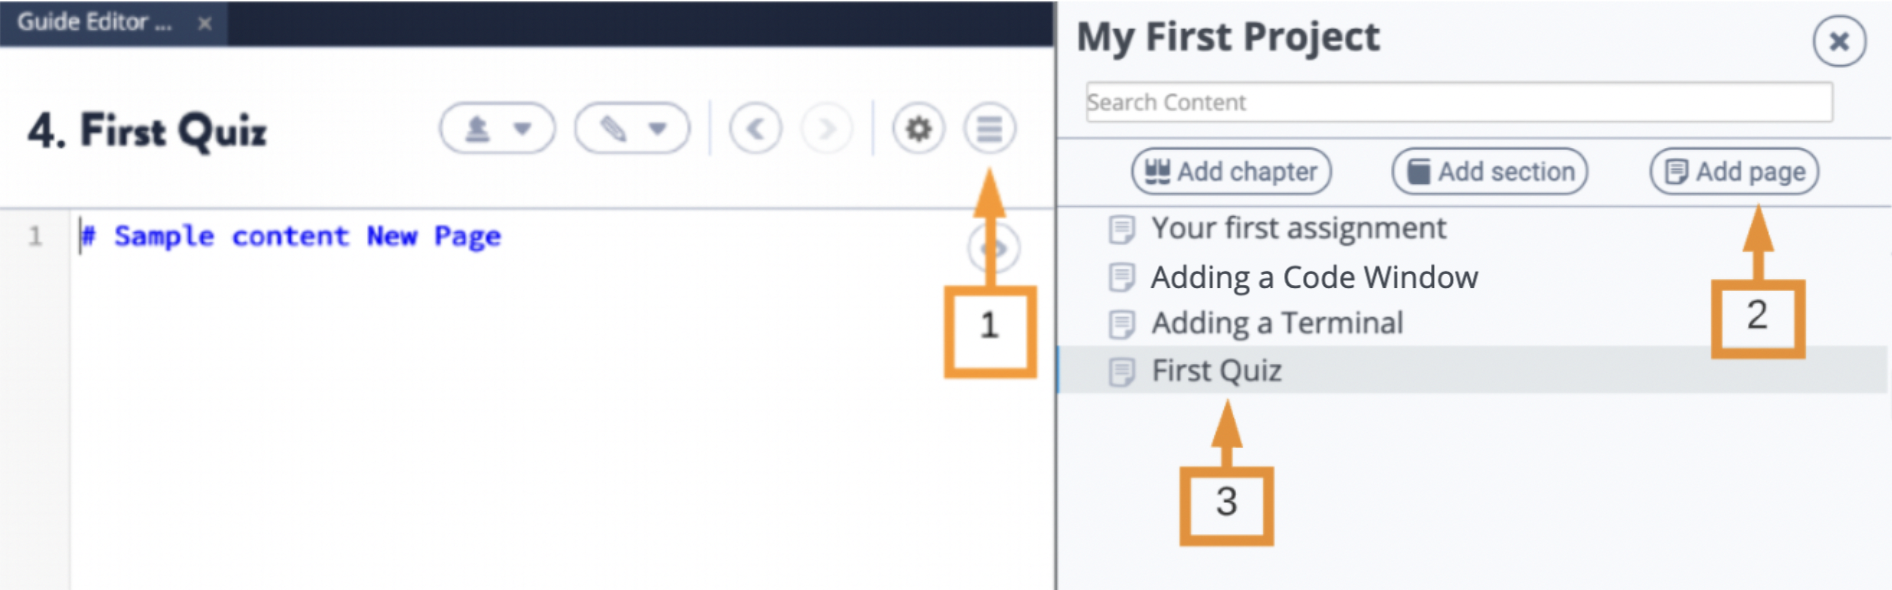 Guide Editor ... ×
4. First Quiz
1 # Sample content New Page
1
My First Project
Search Content
Add chapter Add section Add page
Your first assignment
Adding a Code Window
Adding a Terminal
First Quiz
2
3